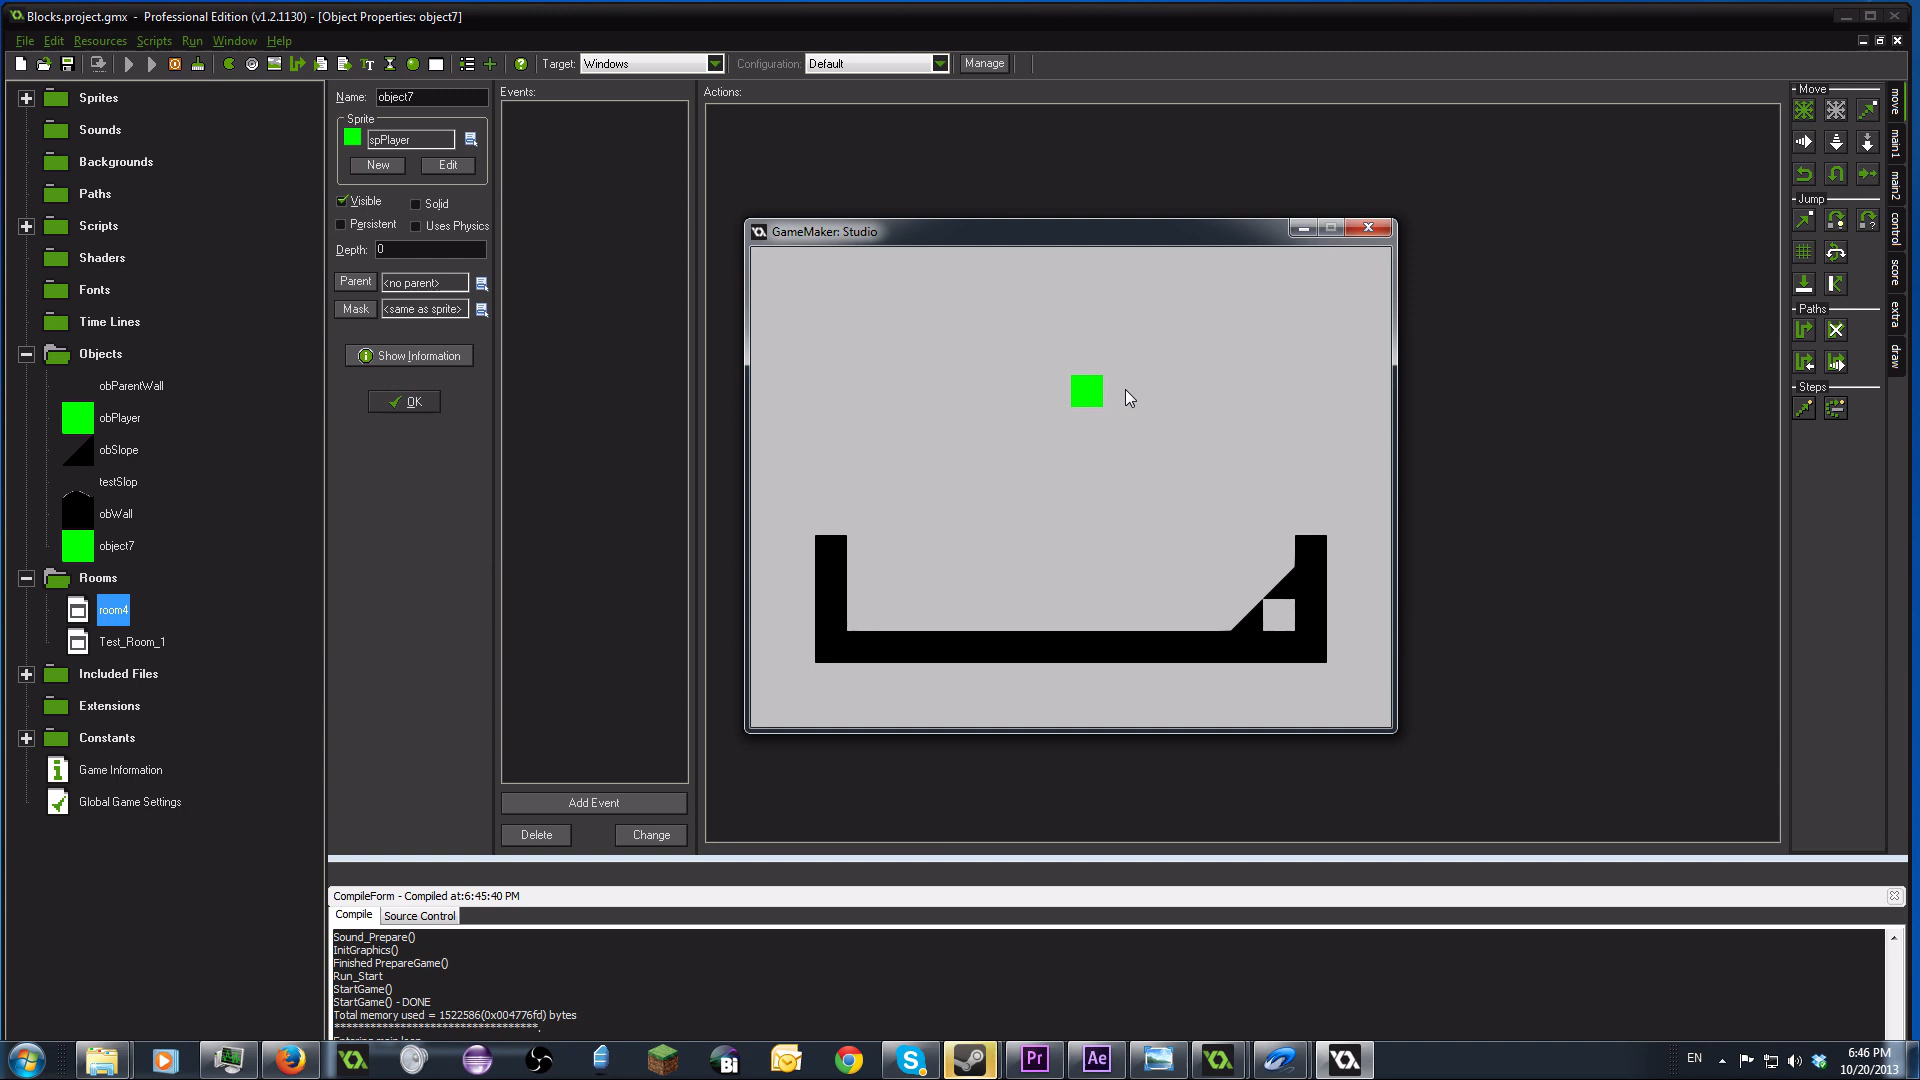 Blocks.project.gmx - Professional Edition (v1.2.1130) - [Object Properties: object7]
File Edit Resources Scripts Run Window Help
Target: Windows Configuration: Default Manage
Sprites
Sounds
Backgrounds
Paths
Scripts
Shaders
Fonts
Time Lines
Objects
obParentWall
obPlayer
obSlope
testSlop
obWall
object7
Rooms
room4
Test_Room_1
Included Files
Extensions
Constants
Game Information
Global Game Settings
Name: object7
Sprite
spPlayer
New Edit
Visible Solid
Persistent Uses Physics
Depth: 0
Parent <no parent>
Mask <same as sprite>
Show Information
OK
Events:
Add Event
Delete Change
Actions:
GameMaker: Studio
Move
Jump
Paths
Steps
move
main1
main2
control
score
extra
draw
CompileForm - Compiled at:6:45:40 PM
Compile Source Control
Sound_Prepare()
InitGraphics()
Finished PrepareGame()
Run_Start
StartGame()
StartGame() - DONE
Total memory used = 1522586(0x004776fd) bytes
Bi
Pr
Ae
EN
6:46 PM
10/20/2013